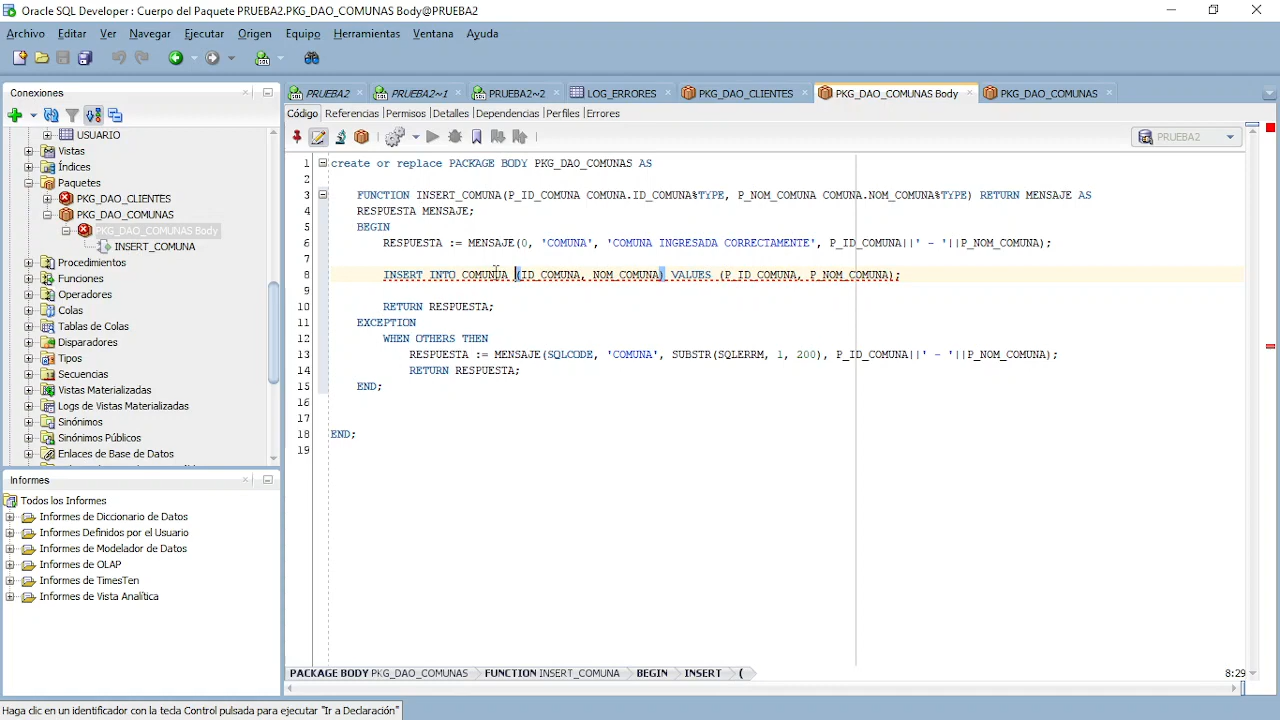 Oracle SQL Developer : Cuerpo del Paquete PRUEBA2.PKG_DAO_COMUNAS Body@PRUEBA2
Archivo Editar Ver Navegar Ejecutar Origen Equipo Herramientas Ventana Ayuda
Conexiones
USUARIO
Vistas
Índices
Paquetes
PKG_DAO_CLIENTES
PKG_DAO_COMUNAS
PKG_DAO_COMUNAS Body
INSERT_COMUNA
Procedimientos
Func
Operadores
Colas
Tablas de Colas
Disparadores
Tipos
Secuencias
Vistas Materializadas
Logs de Vistas Materializadas
Sinónimos
Sinónimos Públicos
Enlaces de Base de Datos
Informes
Todos los Informes
Informes de Diccionario de Datos
Informes Definidos por el Usuario
Informes de Modelador de Datos
Informes de OLAP
Informes de TimesTen
Informes de Vista Analítica
PRUEBA2 PRUEBA2~1 PRUEBA2~2 LOG_ERRORES PKG_DAO_CLIENTES PKG_DAO_COMUNAS Body PKG_DAO_COMUNAS
Código Referencias Permisos Detalles Dependencias Perfiles Errores
PRUEBA2
1 create or replace PACKAGE BODY PKG_DAO_COMUNAS AS
2
3 FUNCTION INSERT_COMUNA(P_ID_COMUNA COMUNA.ID_COMUNA%TYPE, P_NOM_COMUNA COMUNA.NOM_COMUNA%TYPE) RETURN MENSAJE AS
4 RESPUESTA MENSAJE;
5 BEGIN
6 RESPUESTA := MENSAJE(0, 'COMUNA', 'COMUNA INGRESADA CORRECTAMENTE', P_ID_COMUNA||' - '||P_NOM_COMUNA);
7
8 INSERT INTO COMUNUA (ID_COMUNA, NOM_COMUNA) VALUES (P_ID_COMUNA, P_NOM_COMUNA);
9
10 RETURN RESPUESTA;
11 EXCEPTION
12 WHEN OTHERS THEN
13 RESPUESTA := MENSAJE(SQLCODE, 'COMUNA', SUBSTR(SQLERRM, 1, 200), P_ID_COMUNA||' - '||P_NOM_COMUNA);
14 RETURN RESPUESTA;
15 END;
16
17
18 END;
19
PACKAGE BODY PKG_DAO_COMUNAS FUNCTION INSERT_COMUNA BEGIN INSERT (
8:29
Haga clic en un identificador con la tecla Control pulsada para ejecutar "Ir a Declaración"